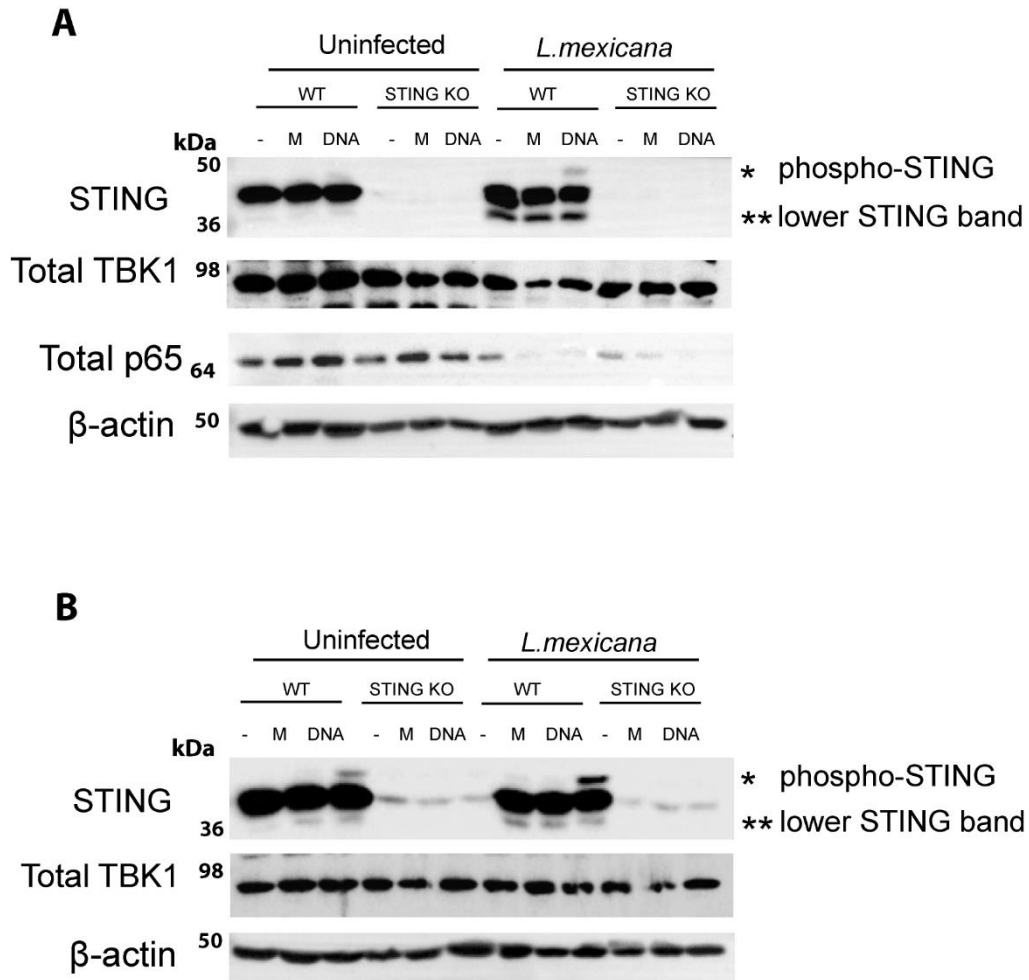 A
Uninfected L.mexicana
WT STING KO WT STING KO
- M DNA - M DNA - M DNA - M DNA
kDa
50
STING
36
* phospho-STING
** lower STING band
Total TBK1 98
Total p65 64
β-actin 50
B
Uninfected L.mexicana
WT STING KO WT STING KO
- M DNA - M DNA - M DNA - M DNA
kDa
STING
36
* phospho-STING
** lower STING band
Total TBK1 98
β-actin 50